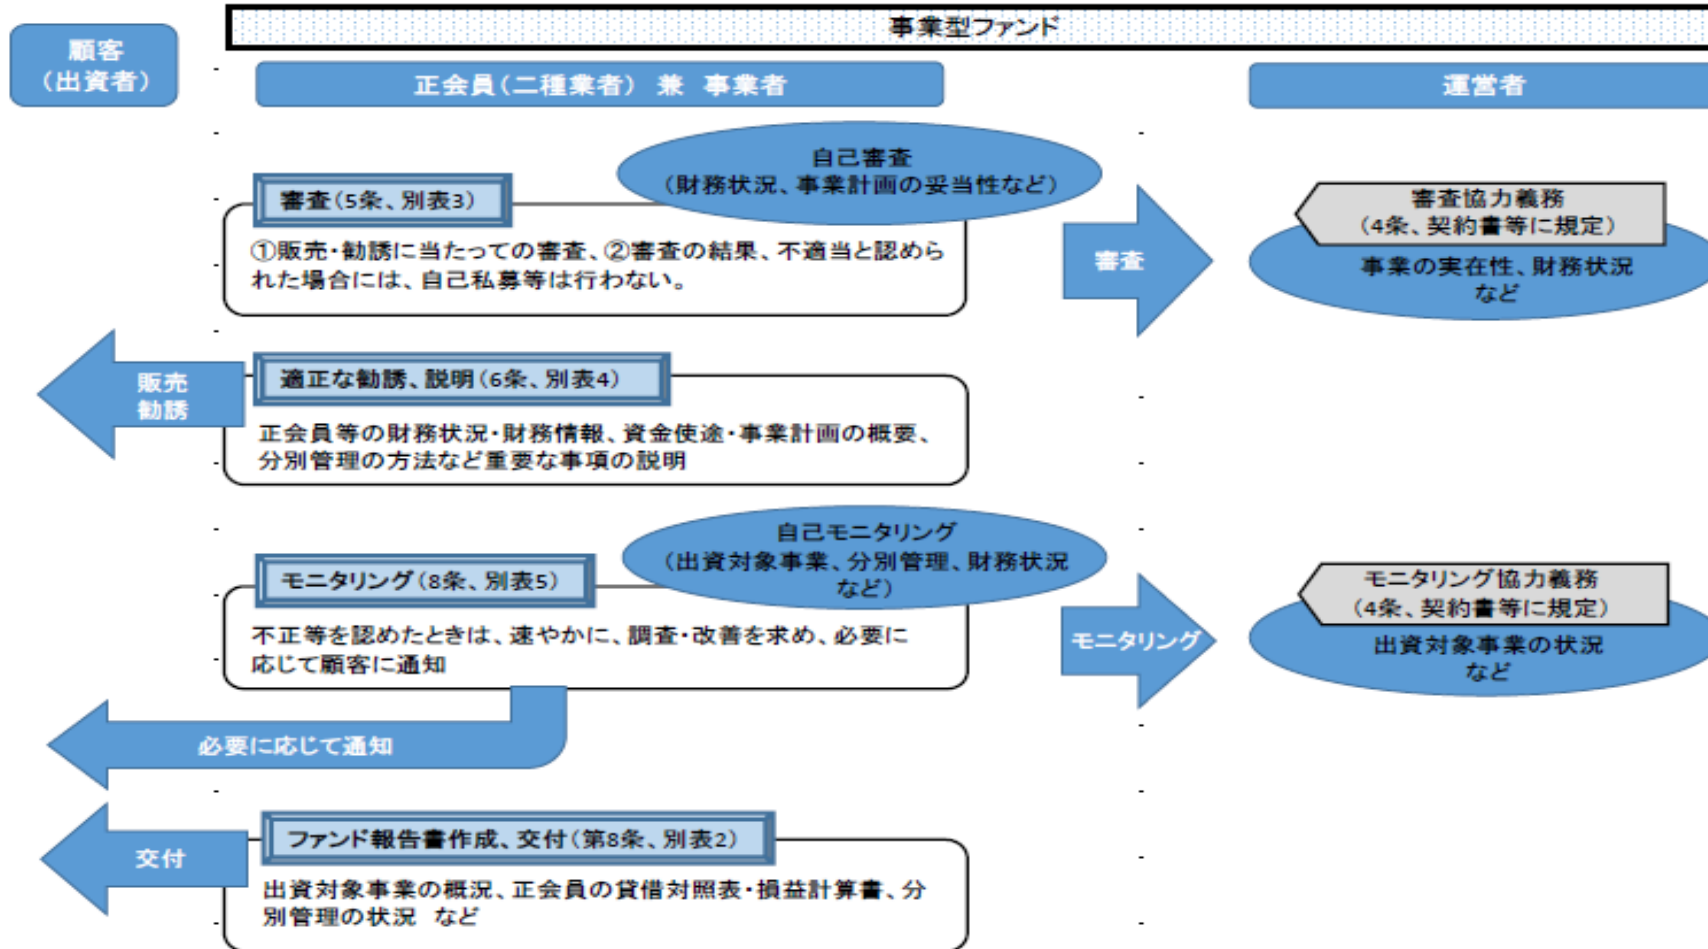 事業型ファンド
顧客
（出資者）
正会員（二種業者） 兼 事業者
運営者
自己審査
（財務状況、事業計画の妥当性など）
審査（5条、別表3）
①販売・勧誘に当たっての審査、②審査の結果、不適当と認めら
れた場合には、自己私募等は行わない。
審査
審査協力義務
（4条、契約書等に規定）
事業の実在性、財務状況
など
販売
勧誘
適正な勧誘、説明（6条、別表4）
正会員等の財務状況・財務情報、資金使途・事業計画の概要、
分別管理の方法など重要な事項の説明
自己モニタリング
（出資対象事業、分別管理、財務状況
など）
モニタリング（8条、別表5）
不正等を認めたときは、速やかに、調査・改善を求め、必要に
応じて顧客に通知
モニタリング
モニタリング協力義務
（4条、契約書等に規定）
出資対象事業の状況
など
必要に応じて通知
交付
ファンド報告書作成、交付（第8条、別表2）
出資対象事業の概況、正会員の貸借対照表・損益計算書、分
別管理の状況 など